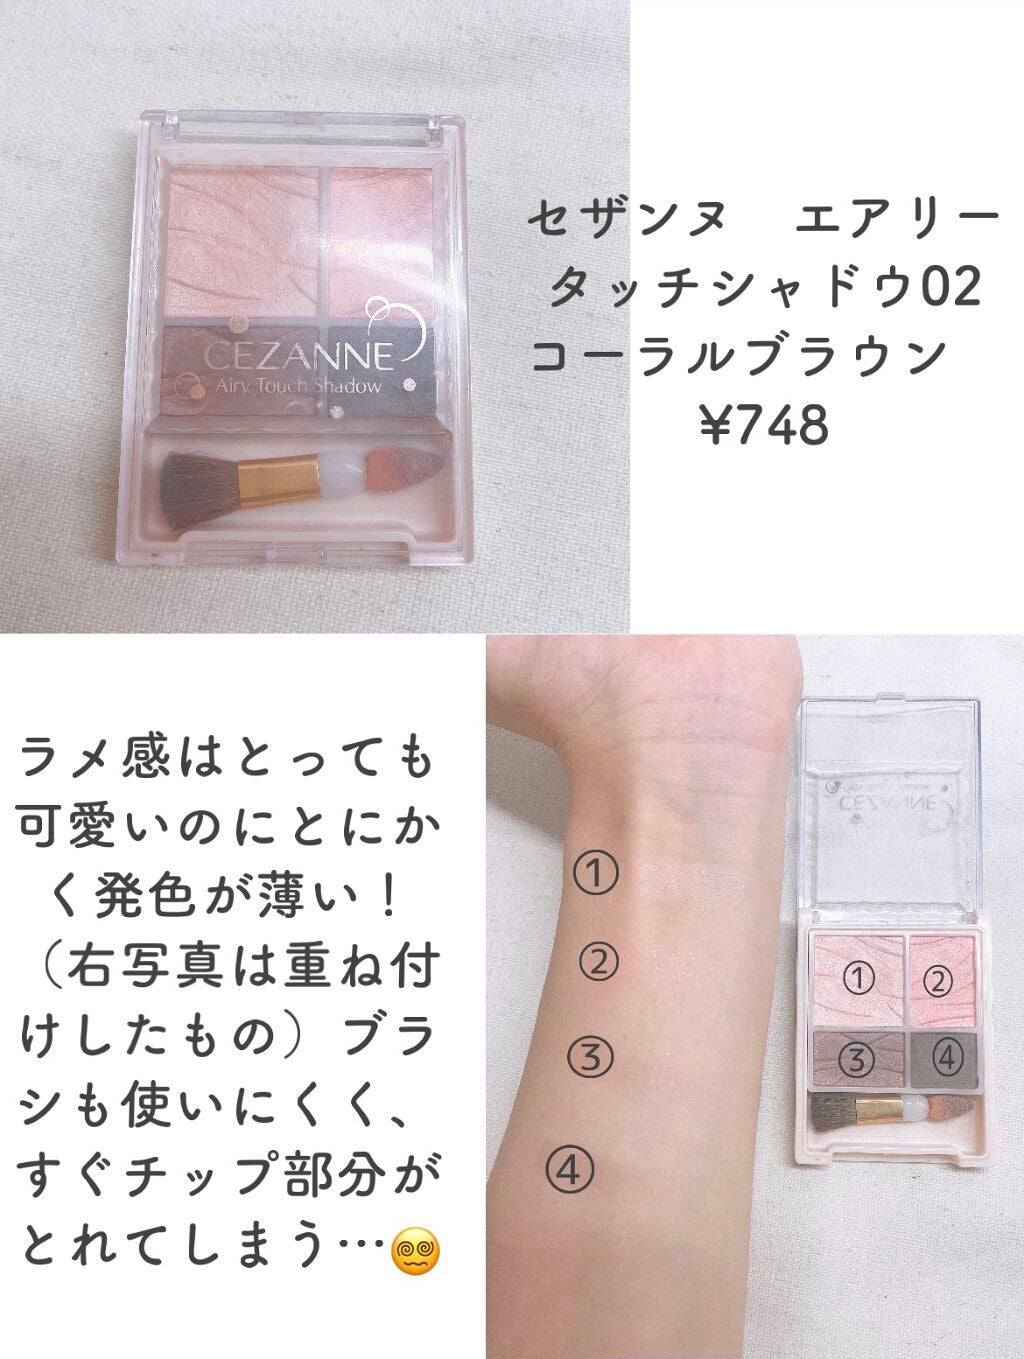 セザンヌ　エアリー
タッチシャドウ02
コーラルブラウン
¥748
CEZANNE
Airy Touch Shadow
ラメ感はとっても
可愛いのにとにか
く発色が薄い！
（右写真は重ね付
けしたもの）ブラ
シも使いにくく、
すぐチップ部分が
とれてしまう…😵‍💫
①
②
③
④
CEZANNE
① ②
③ ④